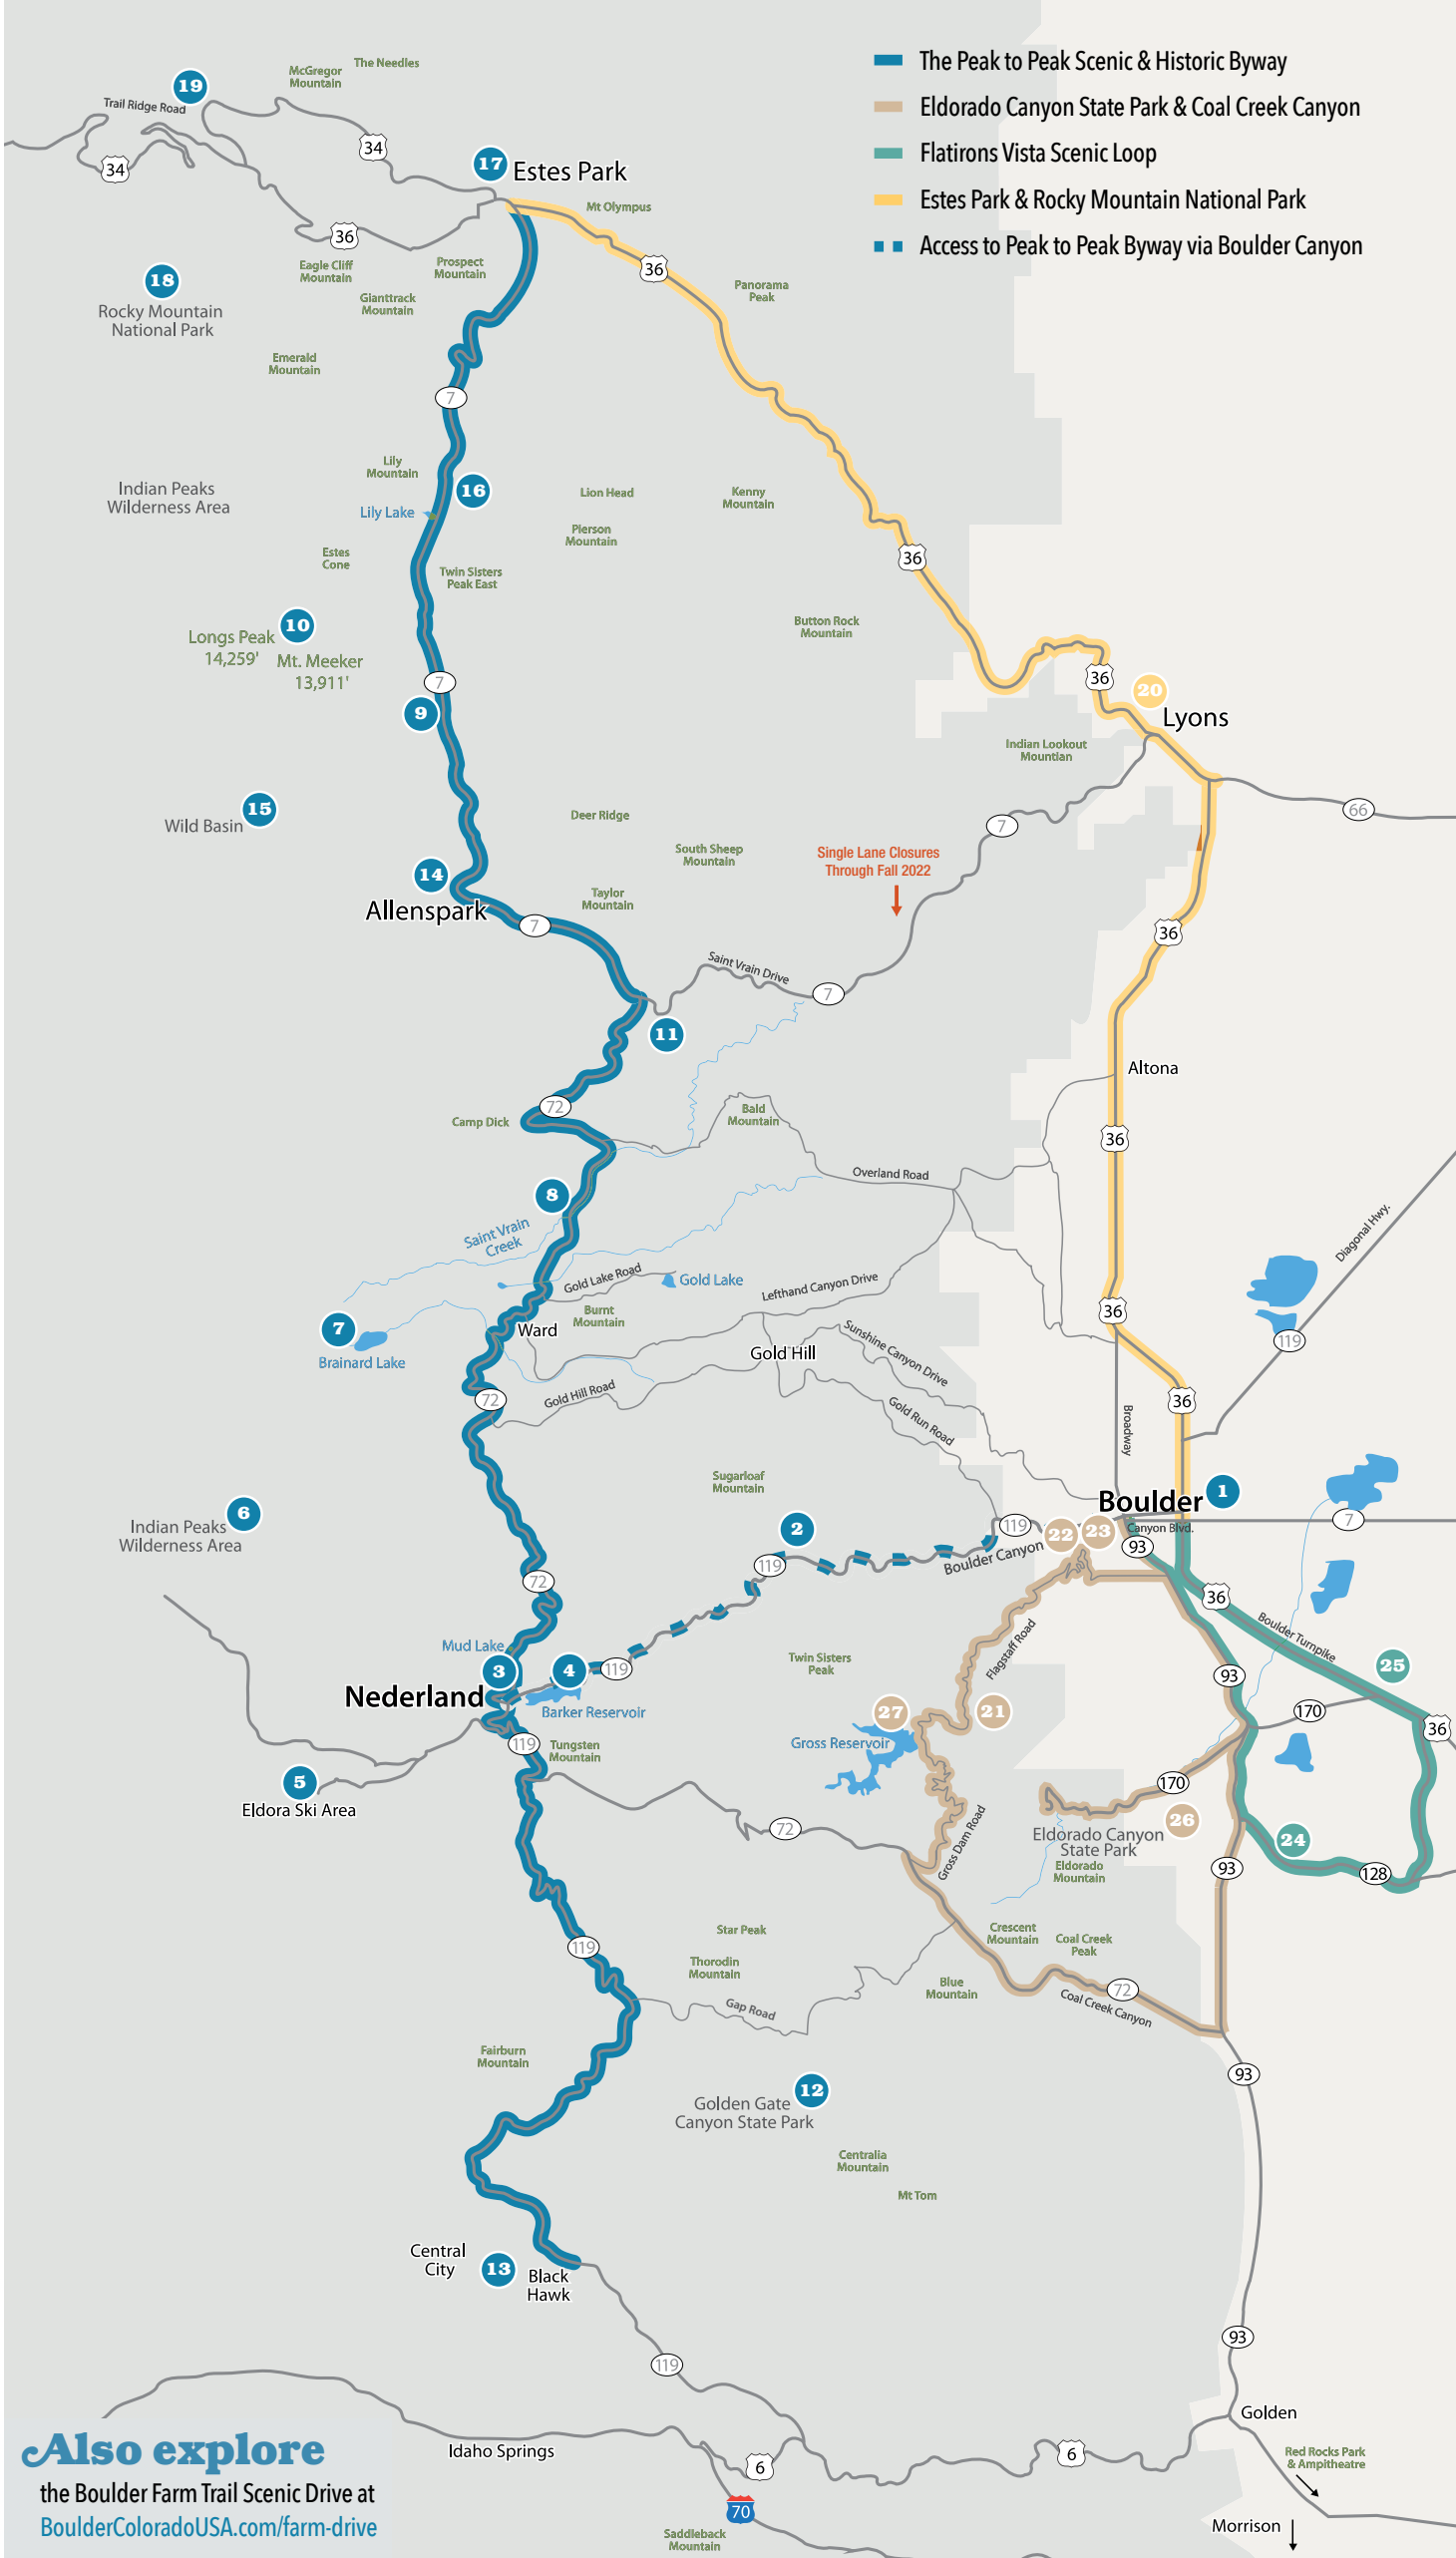 The Peak to Peak Scenic & Historic Byway
Eldorado Canyon State Park & Coal Creek Canyon
Flatirons Vista Scenic Loop
Estes Park & Rocky Mountain National Park
Access to Peak to Peak Byway via Boulder Canyon
The Needles
McGregor
Mountain
19
Trail Ridge Road
34
34
17
Estes Park
Mt Olympus
36
36
Eagle Cliff
Mountain
Prospect
Mountain
18
Rocky Mountain
National Park
Gianttrack
Mountain
Panorama
Peak
Emerald
Mountain
7
Lily
Mountain
16
Indian Peaks
Wilderness Area
Lily Lake
Lion Head
Kenny
Mountain
Pierson
Mountain
36
Estes
Cone
Twin Sisters
Peak East
10
Longs Peak
14,259'
Mt. Meeker
13,911'
Button Rock
Mountain
7
36
20
Lyons
9
Indian Lookout
Mountian
15
Wild Basin
Deer Ridge
7
66
South Sheep
Mountain
Single Lane Closures
Through Fall 2022
14
Allenspark
Taylor
Mountain
7
36
Saint Vrain Drive
7
11
Altona
72
Camp Dick
Bald
Mountain
36
Overland Road
8
Saint Vrain
Creek
Diagonal Hwy.
Gold Lake Road
Gold Lake
Lefthand Canyon Drive
Burnt
Mountain
36
7
Brainard Lake
Ward
Gold Hill
Sunshine Canyon Drive
119
72
Gold Hill Road
Gold Run Road
Broadway
36
Sugarloaf
Mountain
6
Indian Peaks
Wilderness Area
Boulder
1
2
119
22
23
Canyon Blvd.
7
93
119
Boulder Canyon
72
36
Boulder Turnpike
Flagstaff Road
Mud Lake
3
4
119
Twin Sisters
Peak
93
25
Nederland
Barker Reservoir
27
21
170
36
119
Tungsten
Mountain
Gross Reservoir
5
Eldora Ski Area
170
26
72
Gross Dam Road
Eldorado Canyon
State Park
Eldorado
Mountain
24
93
128
Star Peak
119
Crescent
Mountain
Coal Creek
Peak
Thorodin
Mountain
Blue
Mountain
72
Coal Creek Canyon
Gap Road
Fairburn
Mountain
93
12
Golden Gate
Canyon State Park
Centralia
Mountain
Mt Tom
Central
City
13
Black
Hawk
93
119
Golden
Also explore
the Boulder Farm Trail Scenic Drive at
BoulderColoradoUSA.com/farm-drive
Idaho Springs
6
6
Red Rocks Park
& Ampitheatre
70
Saddleback
Mountain
Morrison